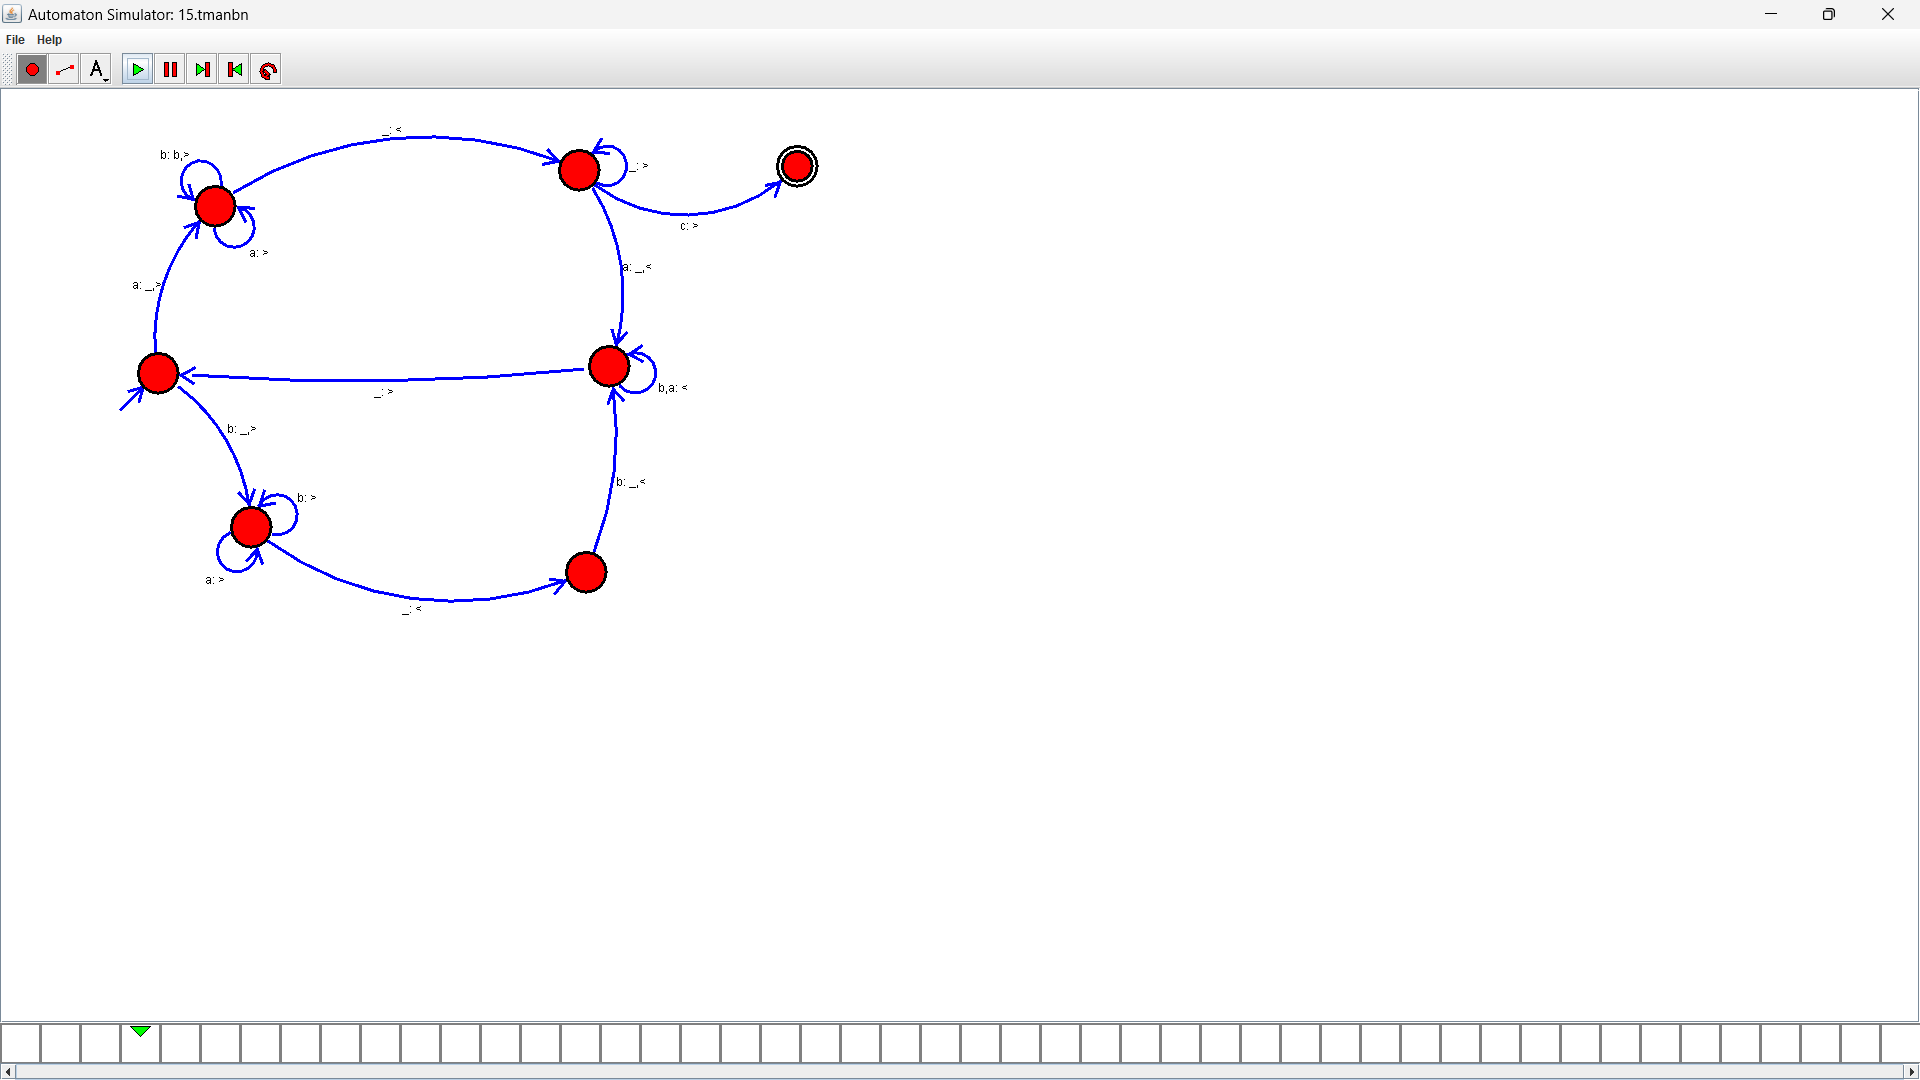 Automaton Simulator: 15.tmanbn
File Help
A
_: <
b: b,>
_: >
c: >
a: >
a: _,<
a: _,>
b,a: <
_: >
b: _,>
b: _,<
b: >
a: >
_: <